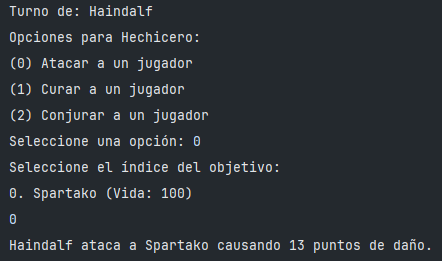 Turno de: Haindalf
Opciones para Hechicero:
(0) Atacar a un jugador
(1) Curar a un jugador
(2) Conjurar a un jugador
Seleccione una opción: 0
Seleccione el índice del objetivo:
0. Spartako (Vida: 100)
0
Haindalf ataca a Spartako causando 13 puntos de daño.